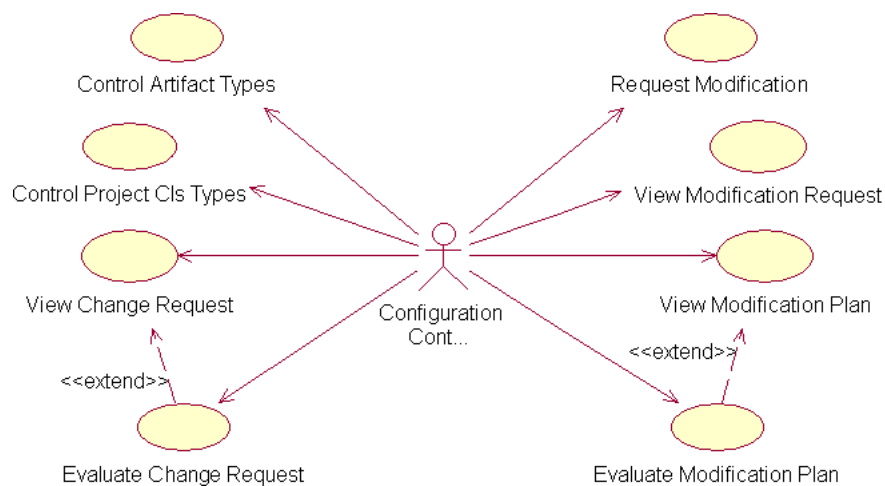 Control Artifact Types
Request Modification
Control Project CIs Types
View Modification Request
View Change Request
Configuration
Cont...
View Modification Plan
<<extend>>
<<extend>>
Evaluate Change Request
Evaluate Modification Plan